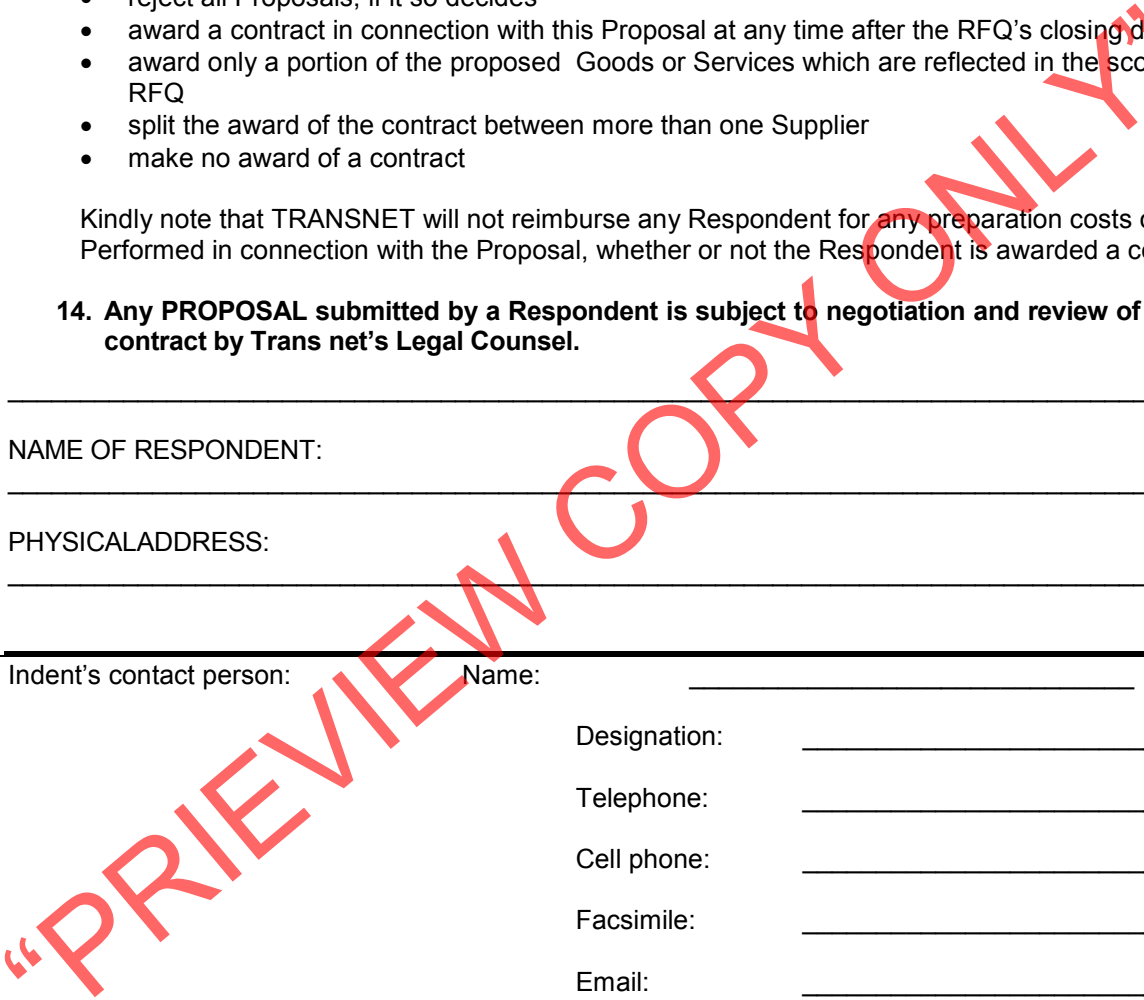 reject all Proposals, if it so decides
• award a contract in connection with this Proposal at any time after the RFQ’s closing
• award only a portion of the proposed Goods or Services which are reflected in the
RFQ
• split the award of the contract between more than one Supplier
• make no award of a contract
Kindly note that TRANSNET will not reimburse any Respondent for any preparation costs
Performed in connection with the Proposal, whether or not the Respondent is awarded a
14. Any PROPOSAL submitted by a Respondent is subject to negotiation and review of
contract by Trans net’s Legal Counsel.
NAME OF RESPONDENT:
PHYSICALADDRESS:
Indent’s contact person: Name:
Designation:
Telephone:
Cell phone:
Facsimile:
Email:
“PRIEVIEW COPY ONLY”